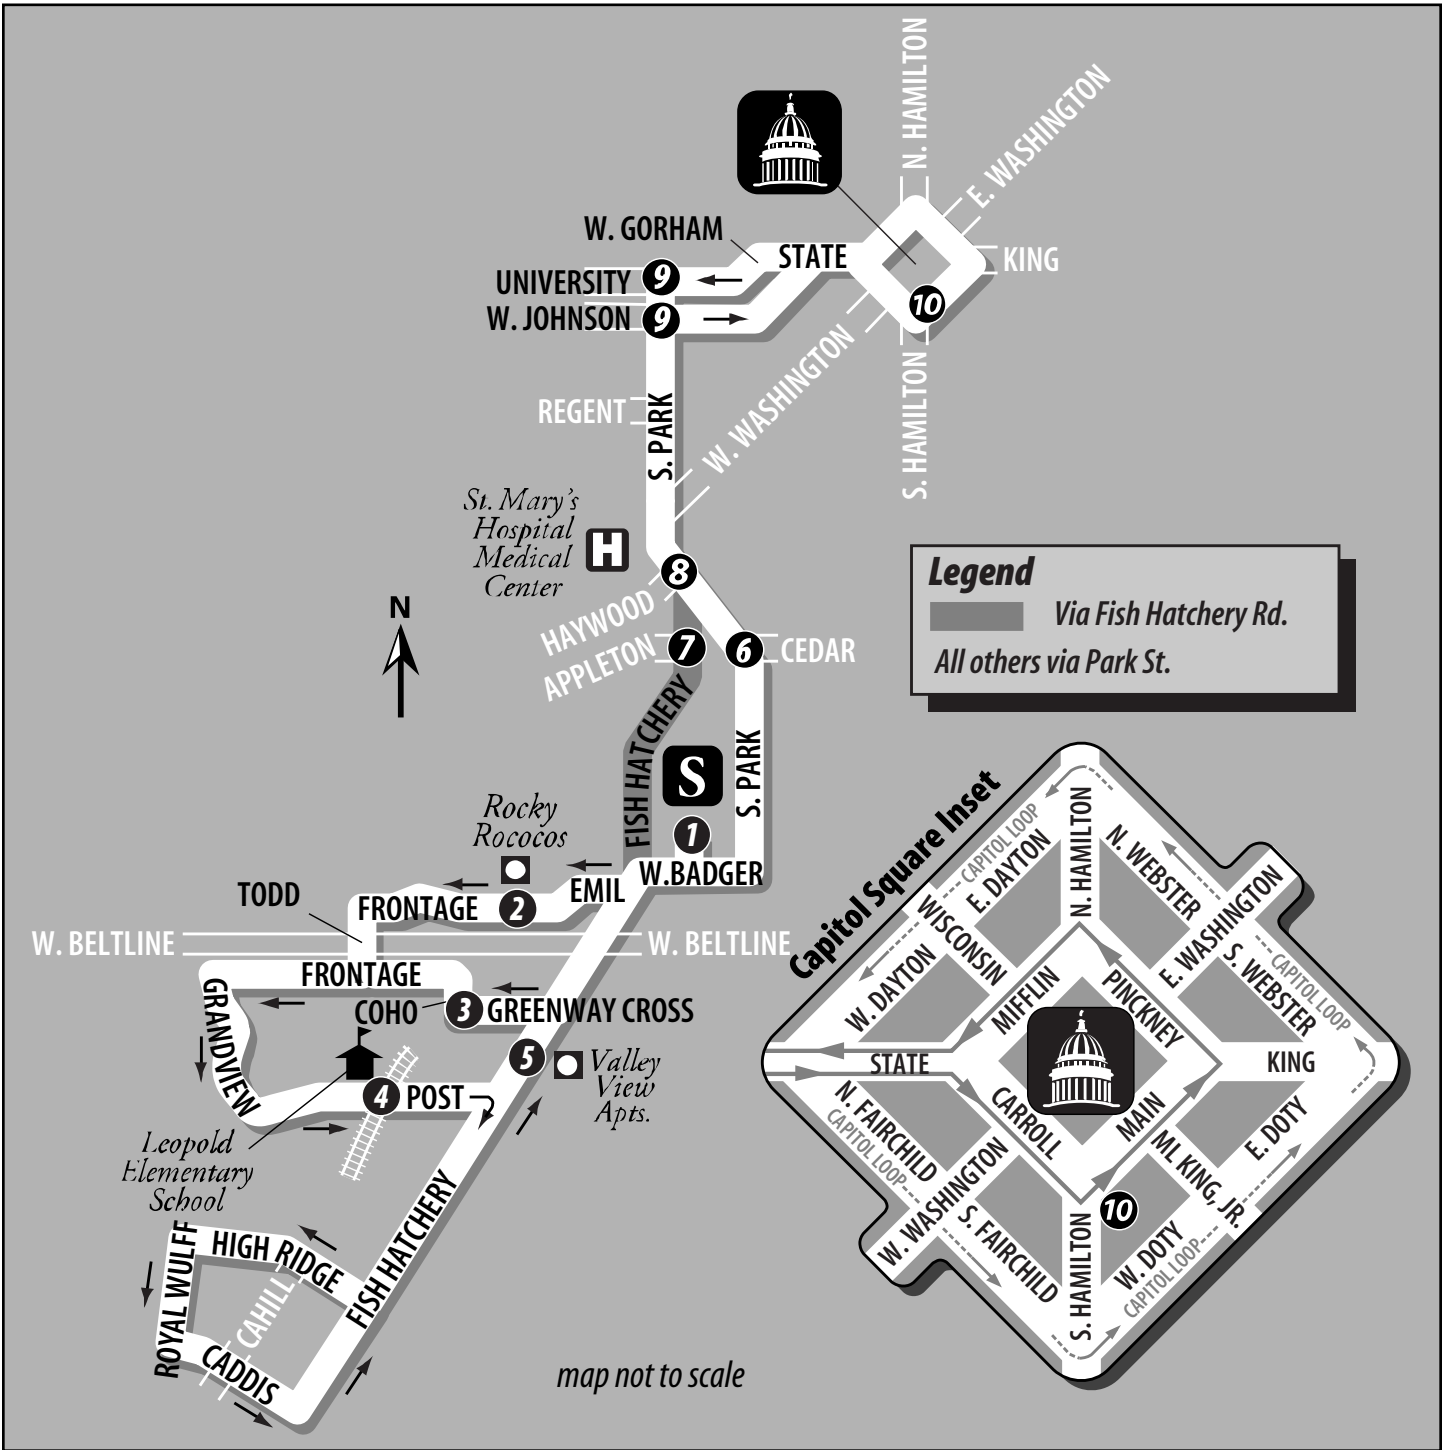 N. HAMILTON
E. WASHINGTON
W. GORHAM
STATE
KING
UNIVERSITY
9
W. JOHNSON
9
10
W. WASHINGTON
S. HAMILTON
REGENT
S. PARK
St. Mary's
Hospital
Medical
Center
H
8
HAYWOOD
APPLETON
7
6
CEDAR
N
Legend
Via Fish Hatchery Rd.
All others via Park St.
FISH HATCHERY
S
S. PARK
1
Rocky
Rococos
W.BADGER
EMIL
TODD
FRONTAGE
2
W. BELTLINE
W. BELTLINE
FRONTAGE
GRANDVIEW
COHO
3
GREENWAY CROSS
5
Valley
View
Apts.
4
POST
Leopold
Elementary
School
FISH HATCHERY
HIGH RIDGE
ROYAL WULFF
CAHILL
CADDIS
map not to scale
Capitol Square Inset
CAPITOL LOOP
E. DAYTON
N. HAMILTON
N. WEBSTER
E. WASHINGTON
WISCONSIN
W. DAYTON
MIFFLIN
PINCKNEY
S. WEBSTER
CAPITOL LOOP
STATE
KING
N. FAIRCHILD
CAPITOL LOOP
CARROLL
MAIN
ML KING, JR.
E. DOTY
W. WASHINGTON
S. FAIRCHILD
S. HAMILTON
10
W. DOTY
CAPITOL LOOP